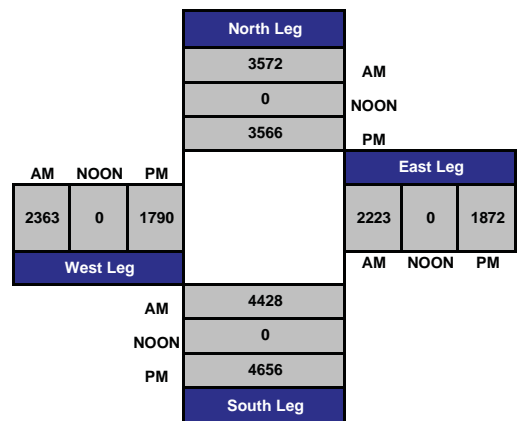 North Leg
3572 AM
0 NOON
3566 PM
AM NOON PM East Leg
2363 0 1790 2223 0 1872
West Leg AM NOON PM
AM 4428
NOON 0
PM 4656
South Leg